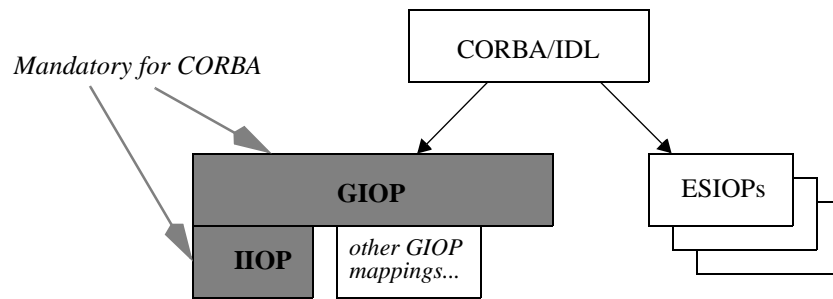 CORBA/IDL
Mandatory for CORBA
GIOP
ESIOPs
IIOP
other GIOP
mappings...